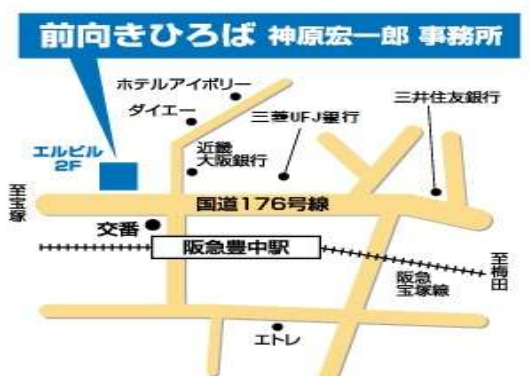 前向きひろば 神原宏一郎 事務所
ホテルアイボリー
ダイエー
三井住友銀行
三菱UFJ銀行
エルビル
2F
近畿
大阪銀行
至宝塚
国道176号線
交番
阪急豊中駅
至梅田
阪急
宝塚線
エトレ